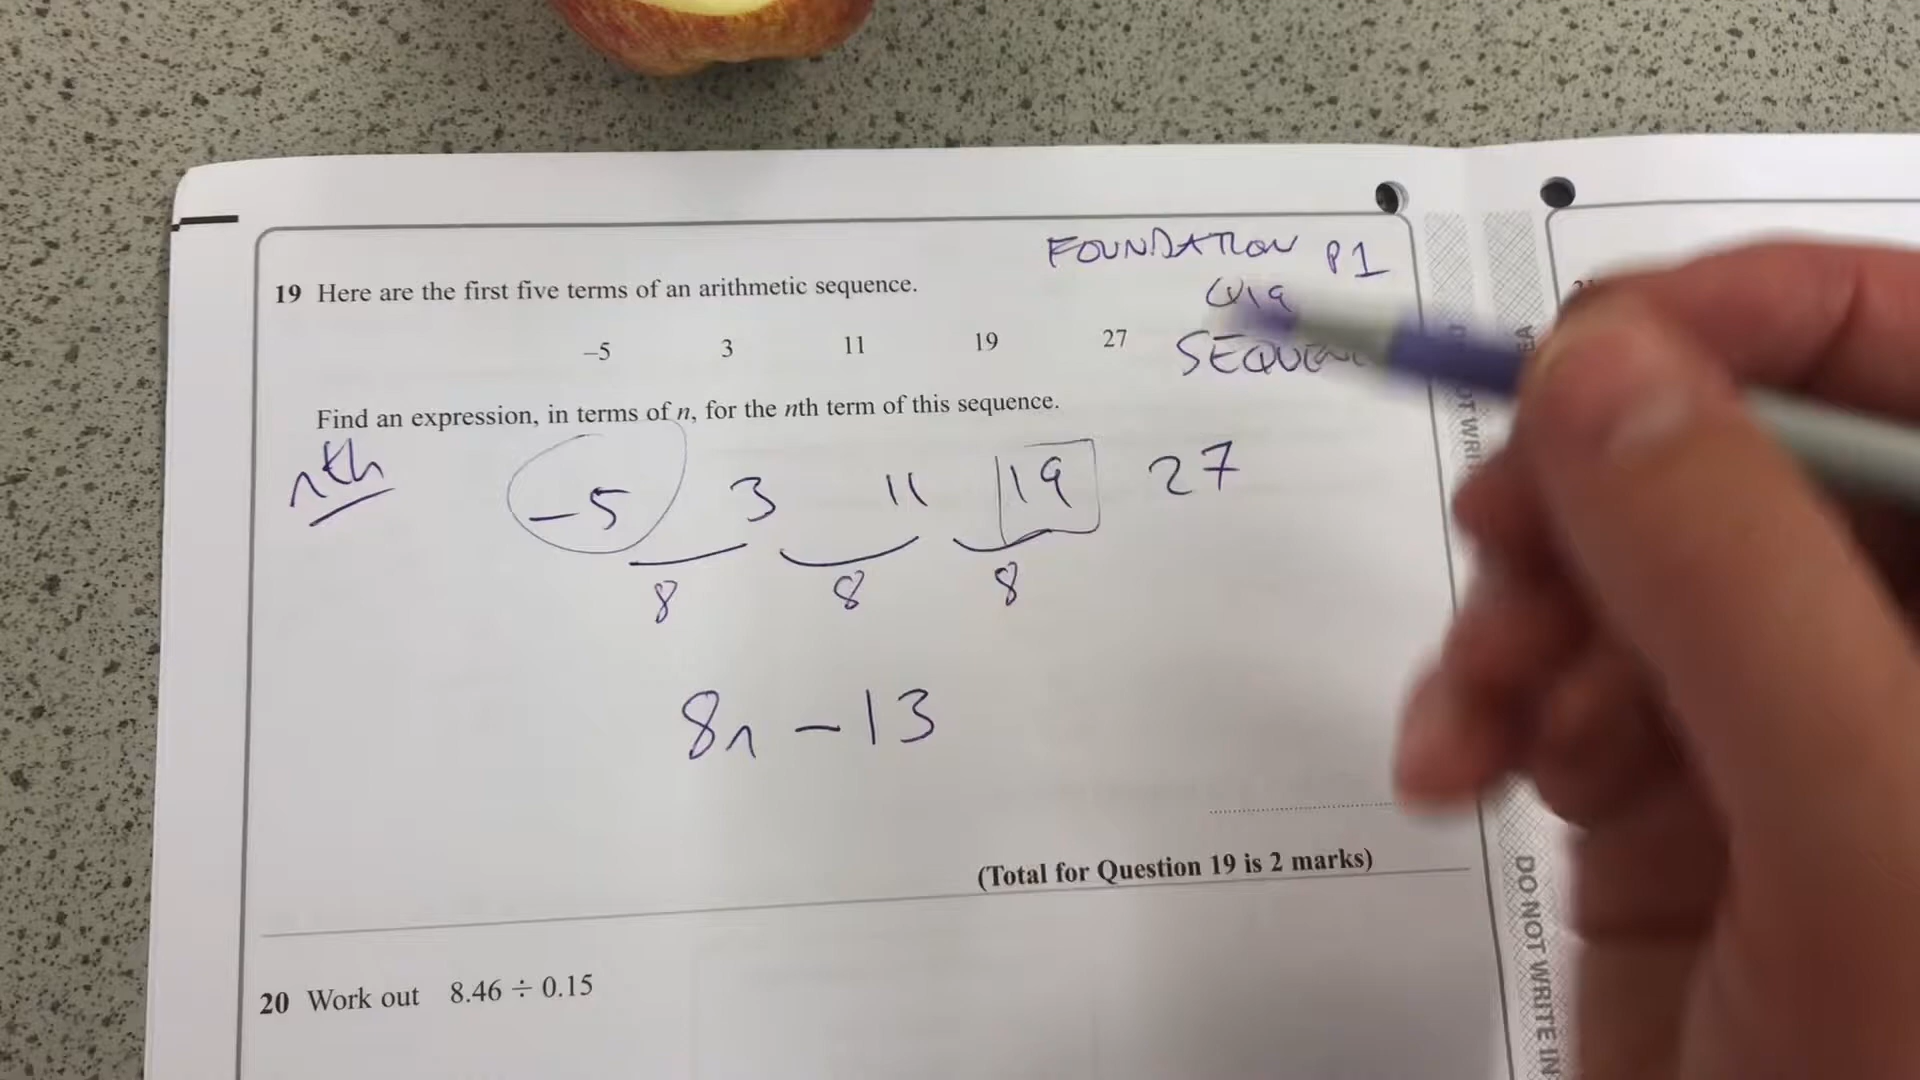 FOUNDATION P1
Q19
19 Here are the first five terms of an arithmetic sequence.
–5 3 11 19 27
Find an expression, in terms of n, for the nth term of this sequence.
nth
–5 3 11 19 27
8 8 8
8n – 13
(Total for Question 19 is 2 marks)
20 Work out 8.46 ÷ 0.15
DO NOT WRITE IN